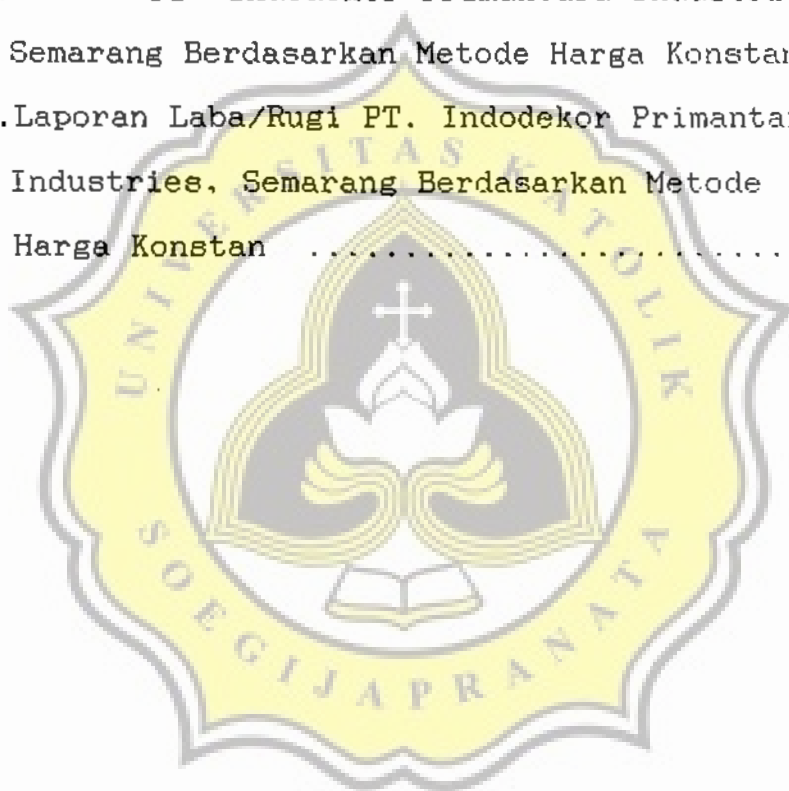 Semarang Berdasarkan Metode Harga Konstan
.Laporan Laba/Rugi PT. Indodekor Primanta
Industries, Semarang Berdasarkan Metode
Harga Konstan ........................
UNIVERSITAS KATOLIK
SOEGIJAPRANATA